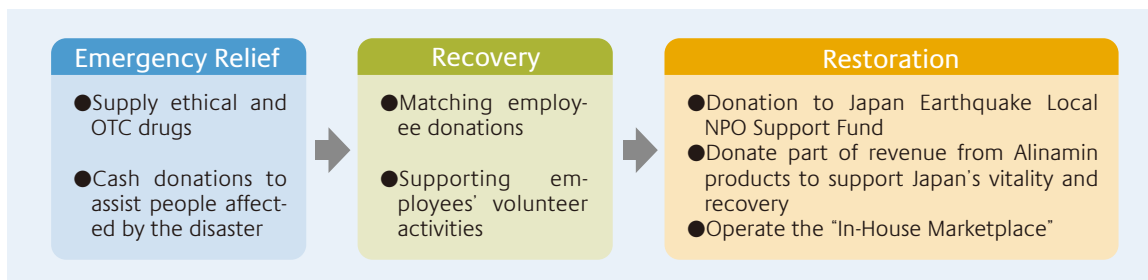 Emergency Relief
●Supply ethical and
OTC drugs
●Cash donations to
assist people affect-
ed by the disaster
Recovery
●Matching employ-
ee donations
●Supporting em-
ployees’ volunteer
activities
Restoration
●Donation to Japan Earthquake Local
NPO Support Fund
●Donate part of revenue from Alinamin
products to support Japan’s vitality and
recovery
●Operate the “In-House Marketplace”